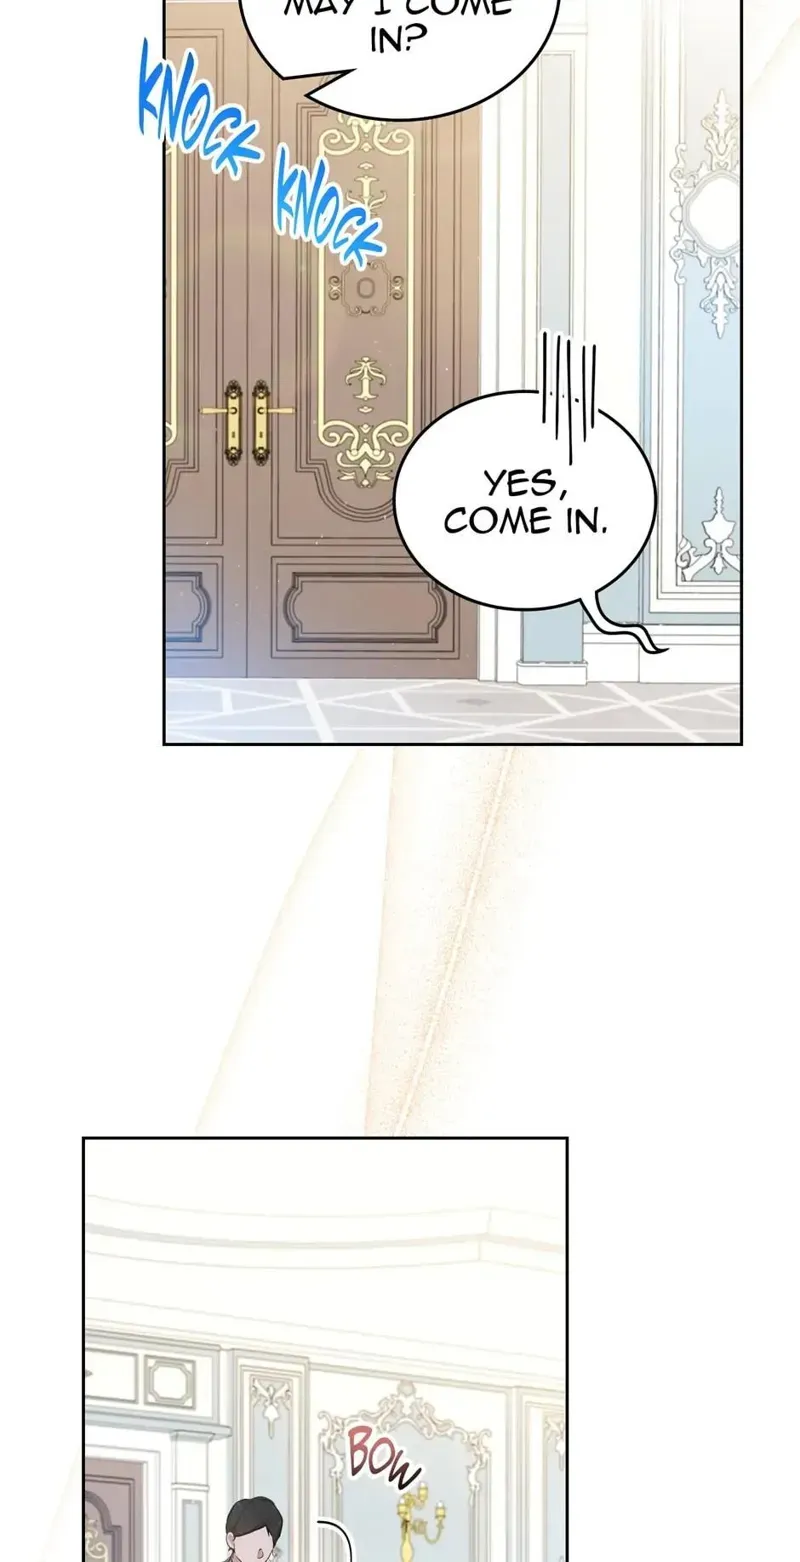 MAY I COME
IN?
KNOCK
KNOCK
YES,
COME IN.
BOW